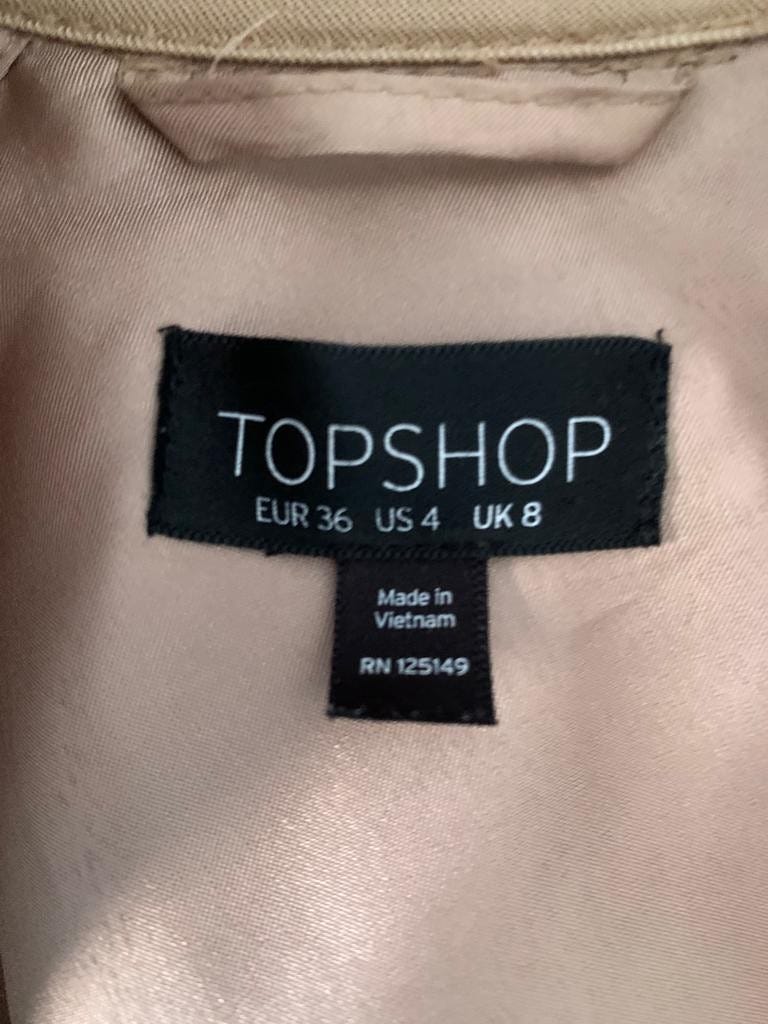 TOPSHOP
EUR 36 US 4 UK 8
Made in
Vietnam
RN 125149